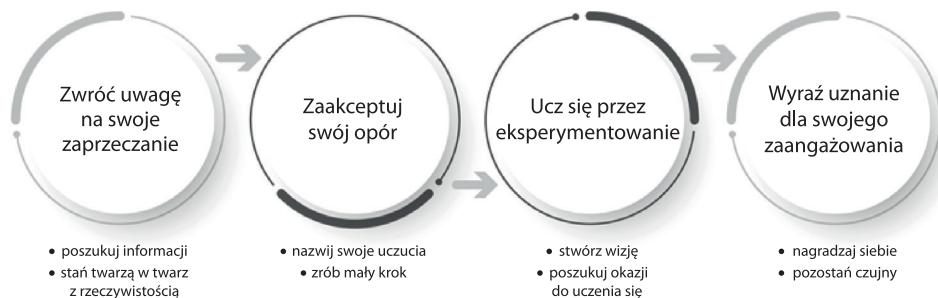 Zwróć uwagę
na swoje
zaprzeczanie
Zaakceptuj
swój opór
Ucz się przez
eksperymentowanie
Wyraź uznanie
dla swojego
zaangażowania
• poszukuj informacji
• stań twarzą w twarz
z rzeczywistością
• nazwij swoje uczucia
• zrób mały krok
• stwórz wizję
• poszukuj okazji
do uczenia się
• nagradzaj siebie
• pozostań czujny